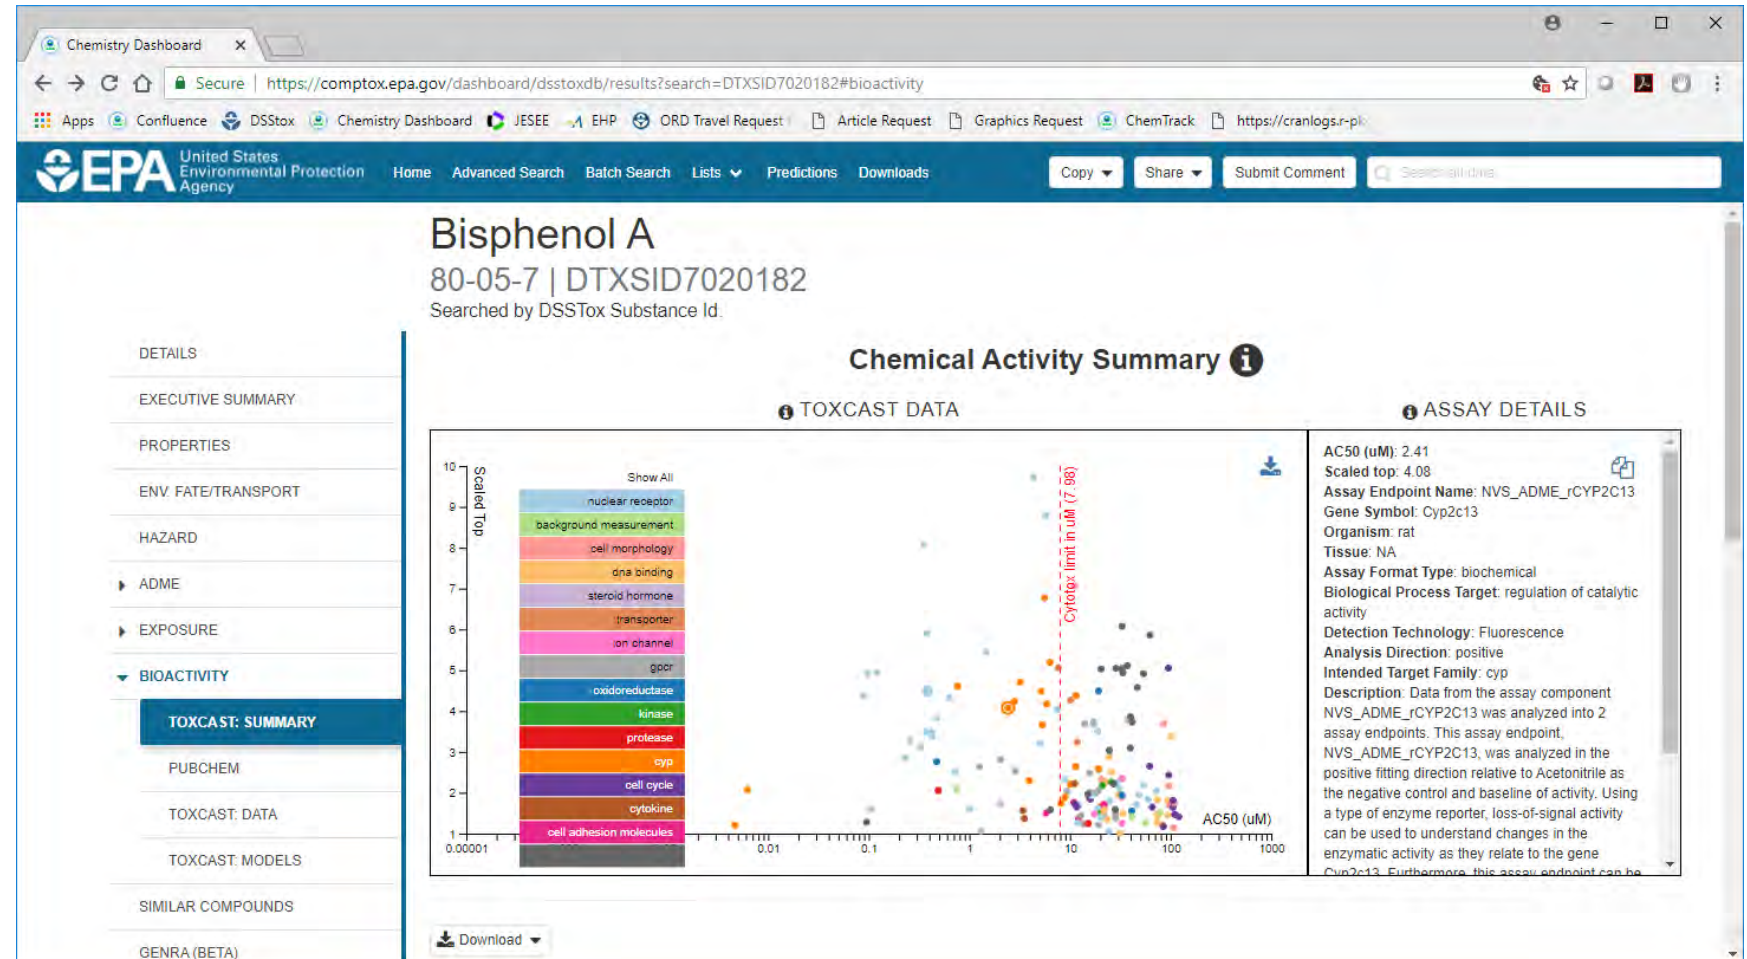 Chemistry Dashboard
Secure | https://comptox.epa.gov/dashboard/dsstoxdb/results?search=DTXSID7020182#bioactivity
Apps Confluence DSStox Chemistry Dashboard JESEE EHP ORD Travel Request Article Request Graphics Request ChemTrack https://cranlogs.r-pk
EPA United States
Environmental Protection
Agency
Home Advanced Search Batch Search Lists Predictions Downloads Copy Share Submit Comment Search all data
Bisphenol A
80-05-7 | DTXSID7020182
Searched by DSSTox Substance Id.
DETAILS
EXECUTIVE SUMMARY
PROPERTIES
ENV. FATE/TRANSPORT
HAZARD
ADME
EXPOSURE
BIOACTIVITY
TOXCAST: SUMMARY
PUBCHEM
TOXCAST: DATA
TOXCAST: MODELS
SIMILAR COMPOUNDS
GENRA (BETA)
Chemical Activity Summary
TOXCAST DATA
Scaled Top
10
9
8
7
6
5
4
3
2
1
Show All
nuclear receptor
background measurement
cell morphology
dna binding
steroid hormone
transporter
ion channel
gpcr
oxidoreductase
kinase
protease
cyp
cell cycle
cytokine
cell adhesion molecules
Cytotox limit in uM (7.98)
AC50 (uM)
0.00001 0.01 0.1 1 10 100 1000
ASSAY DETAILS
AC50 (uM): 2.41
Scaled top: 4.08
Assay Endpoint Name: NVS_ADME_rCYP2C13
Gene Symbol: Cyp2c13
Organism: rat
Tissue: NA
Assay Format Type: biochemical
Biological Process Target: regulation of catalytic
activity
Detection Technology: Fluorescence
Analysis Direction: positive
Intended Target Family: cyp
Description: Data from the assay component
NVS_ADME_rCYP2C13 was analyzed into 2
assay endpoints. This assay endpoint,
NVS_ADME_rCYP2C13, was analyzed in the
positive fitting direction relative to Acetonitrile as
the negative control and baseline of activity. Using
a type of enzyme reporter, loss-of-signal activity
can be used to understand changes in the
enzymatic activity as they relate to the gene
Cyp2c13. Furthermore, this assay endpoint can be
Download